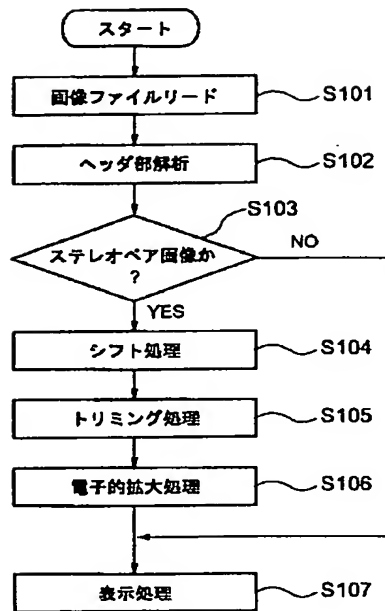 スタート
画像ファイルリード
S101
ヘッダ部解析
S102
S103
ステレオペア画像か
?
NO
YES
シフト処理
S104
トリミング処理
S105
電子的拡大処理
S106
表示処理
S107